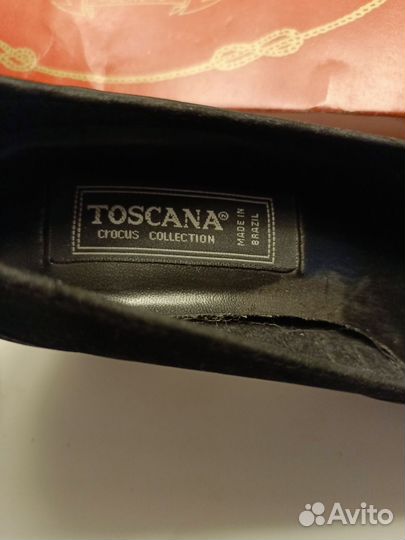 TOSCANA®
crocus COLLECTION
MADE IN
BRAZIL
Avito